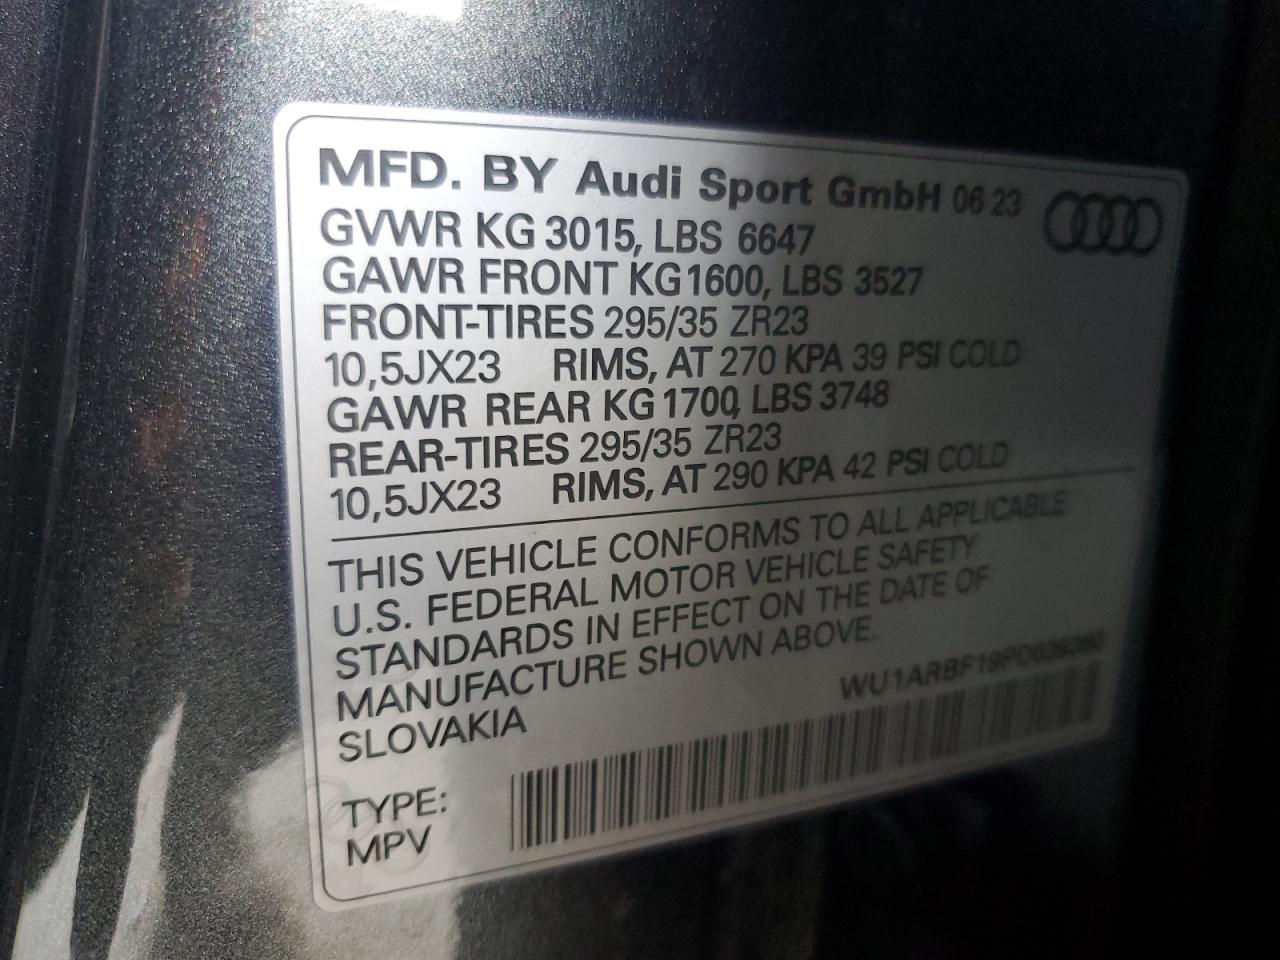 MFD. BY Audi Sport GmbH 06 23
GVWR KG 3015, LBS 6647
GAWR FRONT KG 1600, LBS 3527
FRONT-TIRES 295/35 ZR23
10,5JX23 RIMS, AT 270 KPA 39 PSI COLD
GAWR REAR KG 1700, LBS 3748
REAR-TIRES 295/35 ZR23
10,5JX23 RIMS, AT 290 KPA 42 PSI COLD
THIS VEHICLE CONFORMS TO ALL APPLICABLE
U.S. FEDERAL MOTOR VEHICLE SAFETY
STANDARDS IN EFFECT ON THE DATE OF
MANUFACTURE SHOWN ABOVE.
SLOVAKIA
TYPE:
MPV